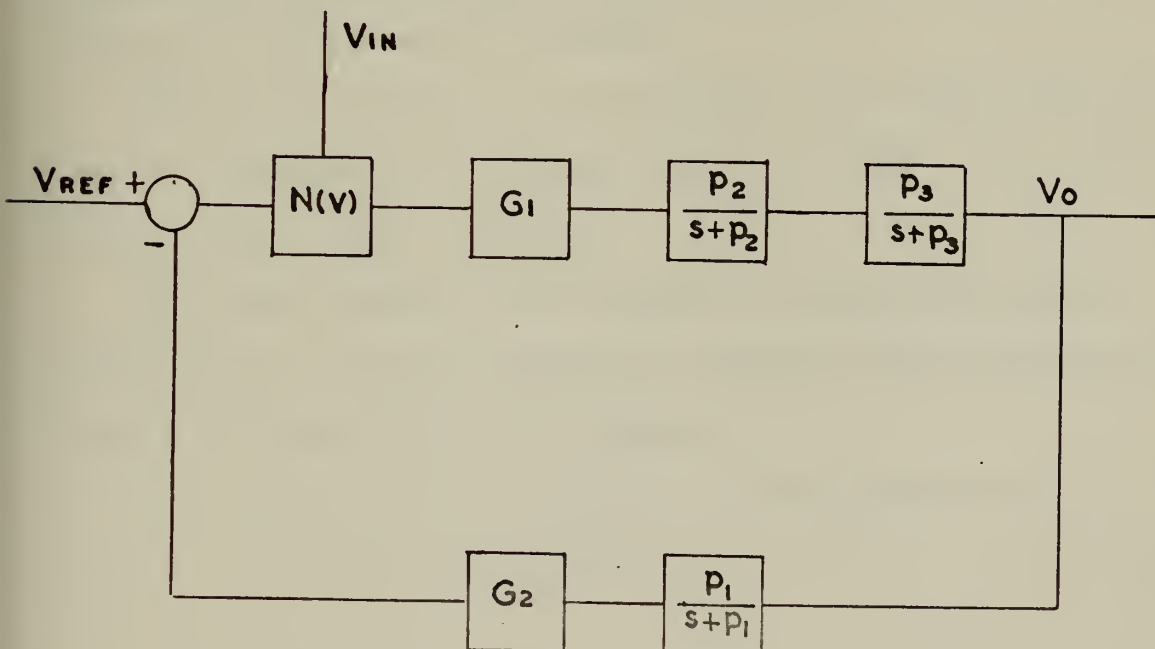 VIN
VREF +
-
N(V)
G1
p2
s+p2
p3
s+p3
VO
G2
p1
s+p1